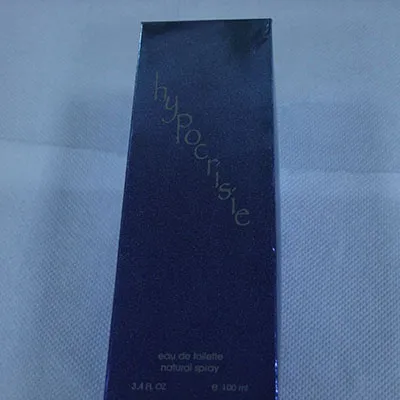 hypocrisie
eau de toilette
natural spray
3.4 FL OZ
e. 100 ml